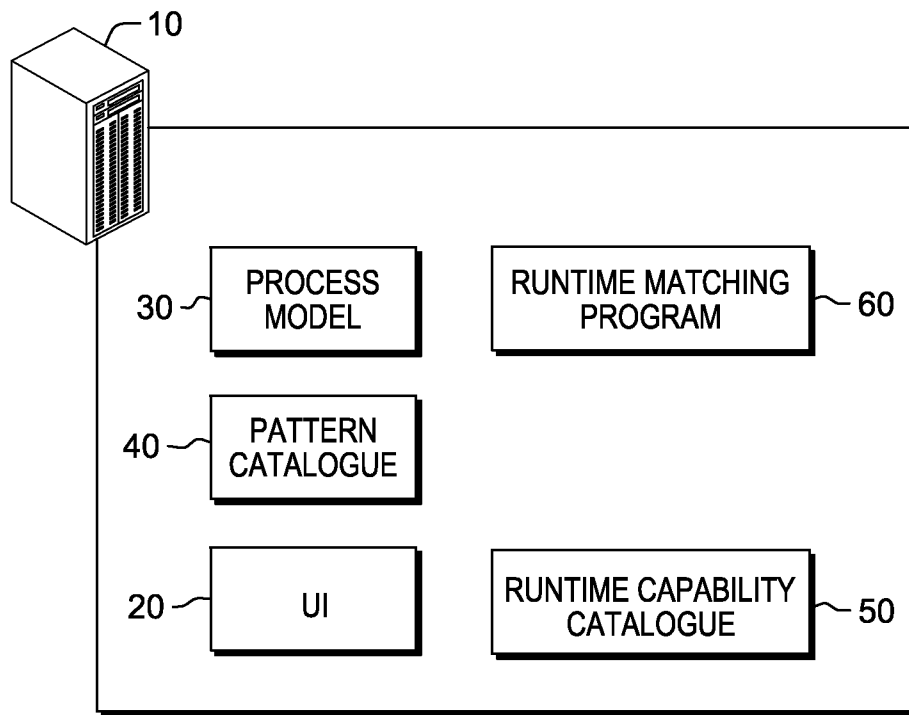 10
30
PROCESS
MODEL
RUNTIME MATCHING
PROGRAM
60
40
PATTERN
CATALOGUE
20
UI
RUNTIME CAPABILITY
CATALOGUE
50